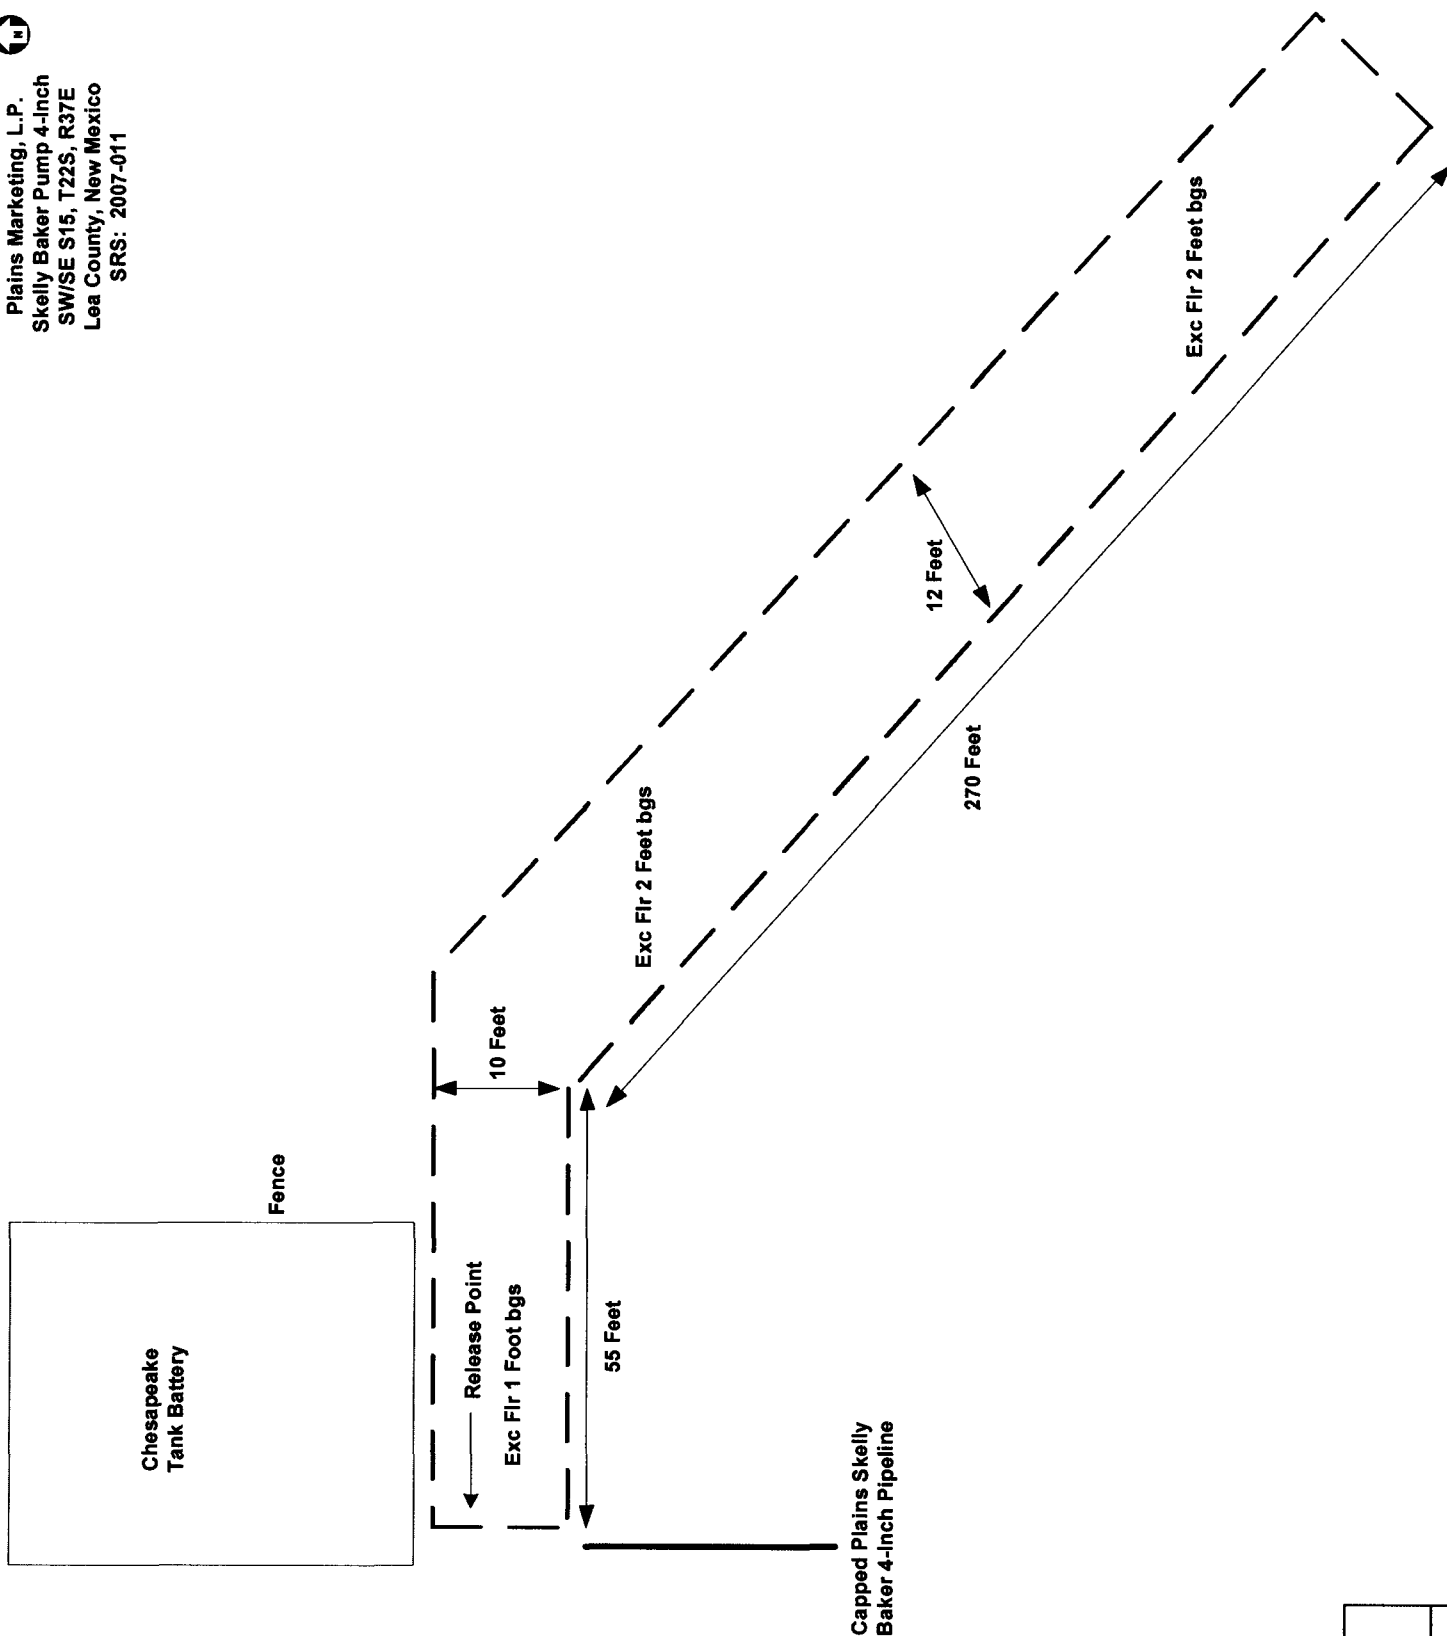 N
Plains Marketing, L.P.
Skelly Baker Pump 4-Inch
SW/SE S15, T22S, R37E
Lea County, New Mexico
SRS: 2007-011
Chesapeake
Tank Battery
Fence
Release Point
Exc Flr 1 Foot bgs
10 Feet
55 Feet
Capped Plains Skelly
Baker 4-Inch Pipeline
Exc Flr 2 Feet bgs
12 Feet
270 Feet
Exc Flr 2 Feet bgs